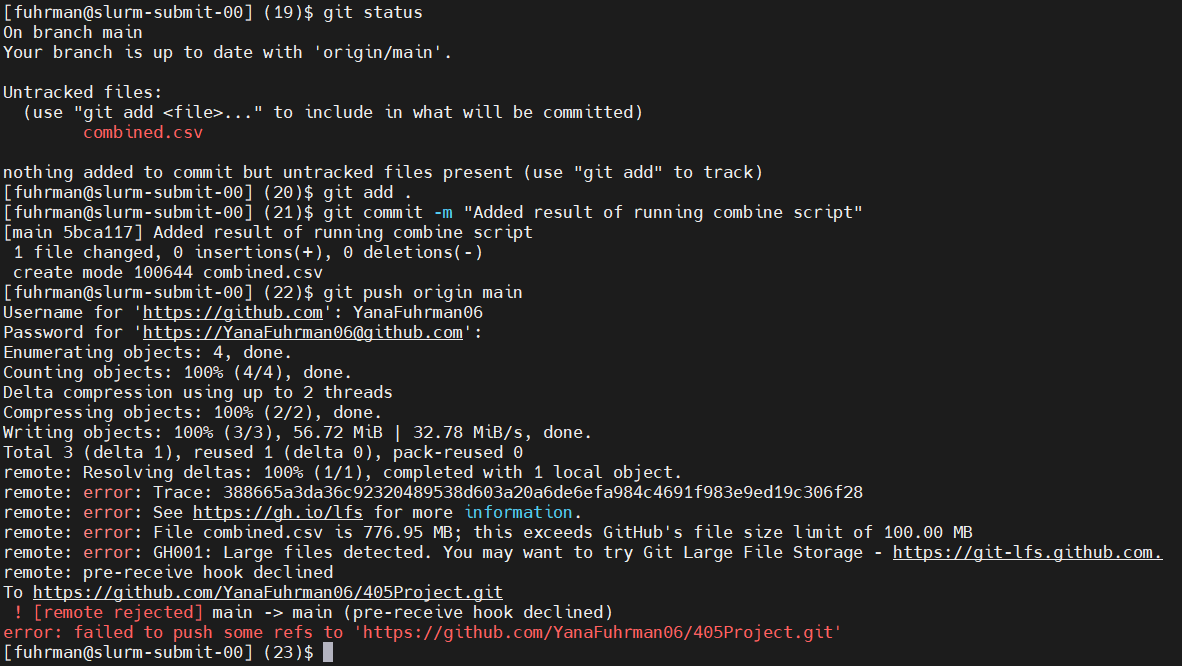 [fuhrman@slurm-submit-00] (19)$ git status
On branch main
Your branch is up to date with 'origin/main'.
Untracked files:
  (use "git add <file>..." to include in what will be committed)
        combined.csv
nothing added to commit but untracked files present (use "git add" to track)
[fuhrman@slurm-submit-00] (20)$ git add .
[fuhrman@slurm-submit-00] (21)$ git commit -m "Added result of running combine script"
[main 5bca117] Added result of running combine script
 1 file changed, 0 insertions(+), 0 deletions(-)
 create mode 100644 combined.csv
[fuhrman@slurm-submit-00] (22)$ git push origin main
Username for 'https://github.com': YanaFuhrman06
Password for 'https://YanaFuhrman06@github.com':
Enumerating objects: 4, done.
Counting objects: 100% (4/4), done.
Delta compression using up to 2 threads
Compressing objects: 100% (2/2), done.
Writing objects: 100% (3/3), 56.72 MiB | 32.78 MiB/s, done.
Total 3 (delta 1), reused 1 (delta 0), pack-reused 0
remote: Resolving deltas: 100% (1/1), completed with 1 local object.
remote: error: Trace: 388665a3da36c92320489538d603a20a6de6efa984c4691f983e9ed19c306f28
remote: error: See https://gh.io/lfs for more information.
remote: error: File combined.csv is 776.95 MB; this exceeds GitHub's file size limit of 100.00 MB
remote: error: GH001: Large files detected. You may want to try Git Large File Storage - https://git-lfs.github.com.
remote: pre-receive hook declined
To https://github.com/YanaFuhrman06/405Project.git
 ! [remote rejected] main -> main (pre-receive hook declined)
error: failed to push some refs to 'https://github.com/YanaFuhrman06/405Project.git'
[fuhrman@slurm-submit-00] (23)$